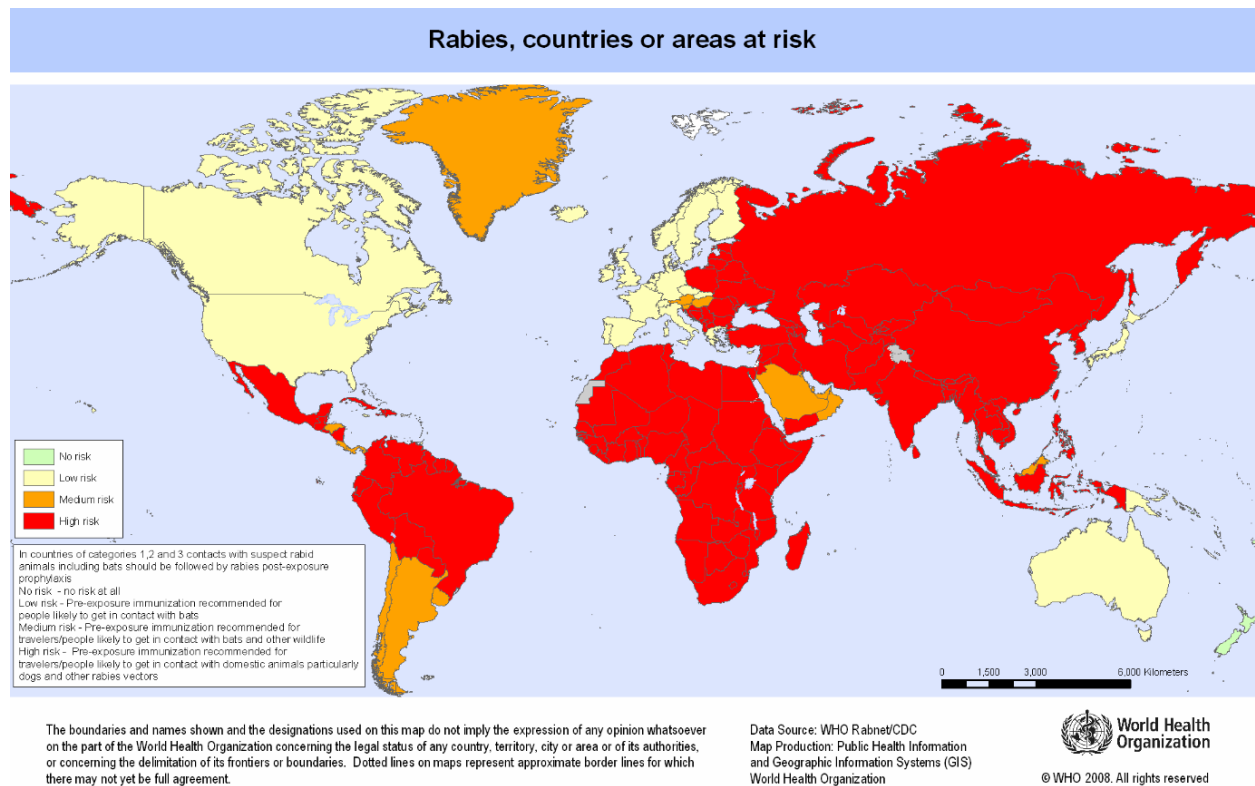 Rabies, countries or areas at risk
No risk
Low risk
Medium risk
High risk
In countries of categories 1,2 and 3 contacts with suspect rabid
animals including bats should be followed by rabies post-exposure
prophylaxis
No risk - no risk at all
Low risk - Pre-exposure immunization recommended for
people likely to get in contact with bats
Medium risk - Pre-exposure immunization recommended for
travelers/people likely to get in contact with bats and other wildlife
High risk - Pre-exposure immunization recommended for
travelers/people likely to get in contact with domestic animals particularly
dogs and other rabies vectors
0 1,500 3,000 6,000 Kilometers
The boundaries and names shown and the designations used on this map do not imply the expression of any opinion whatsoever
on the part of the World Health Organization concerning the legal status of any country, territory, city or area or of its authorities,
or concerning the delimitation of its frontiers or boundaries. Dotted lines on maps represent approximate border lines for which
there may not yet be full agreement.
Data Source: WHO Rabnet/CDC
Map Production: Public Health Information
and Geographic Information Systems (GIS)
World Health Organization
World Health
Organization
© WHO 2008. All rights reserved